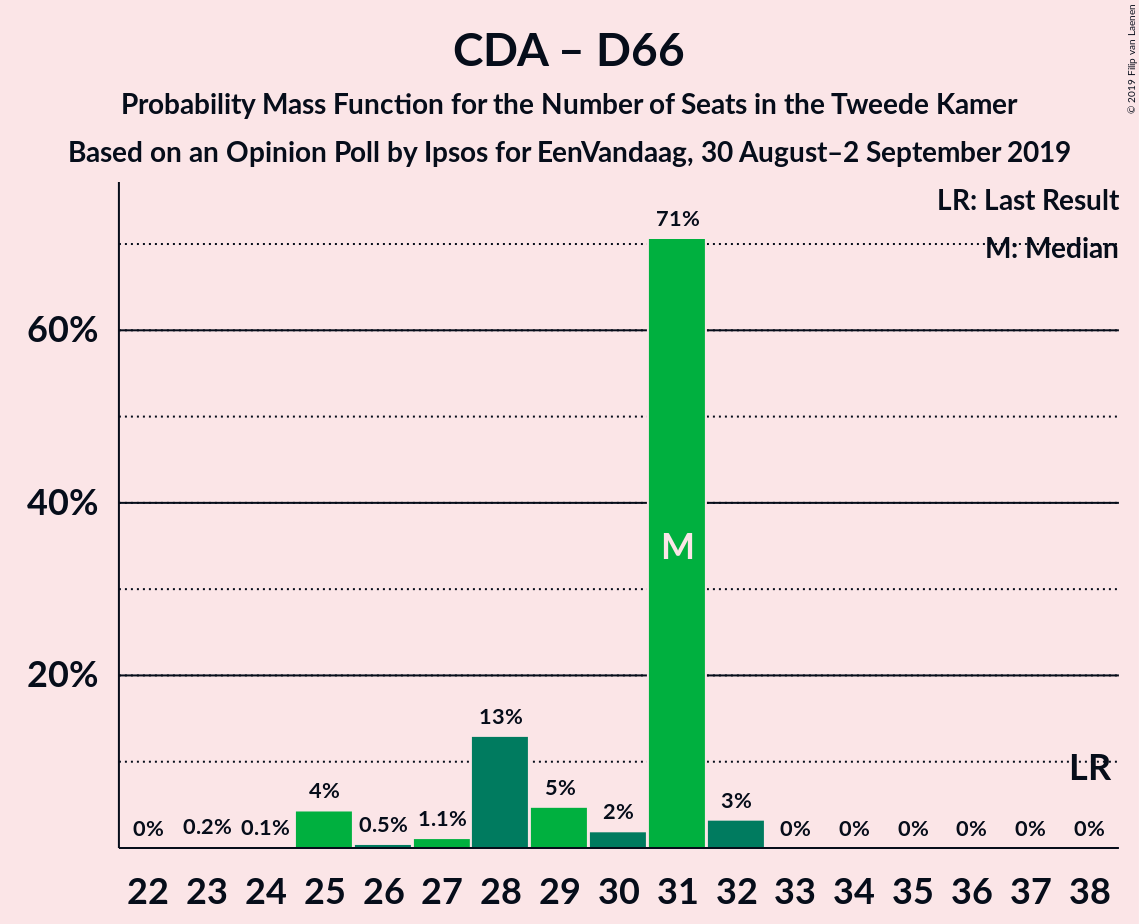 CDA – D66
Probability Mass Function for the Number of Seats in the Tweede Kamer
Based on an Opinion Poll by Ipsos for EenVandaag, 30 August–2 September 2019
© 2019 Filip van Laenen
LR: Last Result
M: Median
60%
40%
20%
0%
0.2%
0.1%
4%
0.5%
1.1%
13%
5%
2%
71%
3%
0%
0%
0%
0%
0%
0%
M
LR
22 23 24 25 26 27 28 29 30 31 32 33 34 35 36 37 38